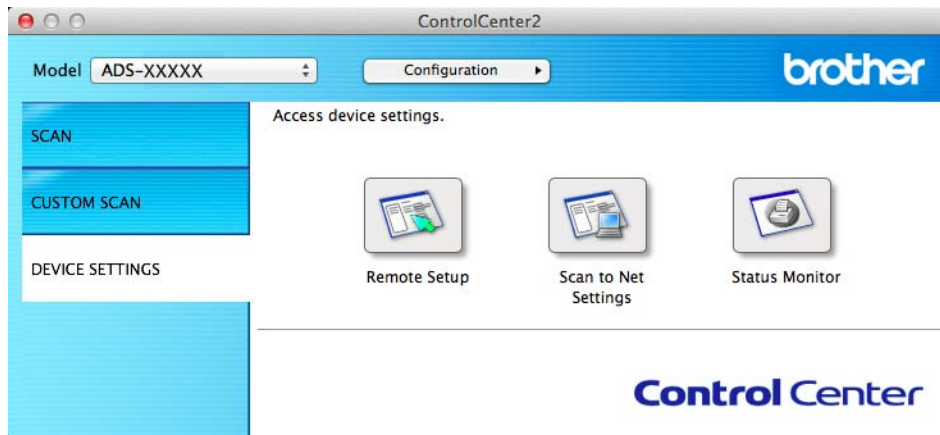 ControlCenter2
Model ADS-XXXXX Configuration brother
SCAN
CUSTOM SCAN
DEVICE SETTINGS
Access device settings.
Remote Setup
Scan to Net
Settings
Status Monitor
Control Center